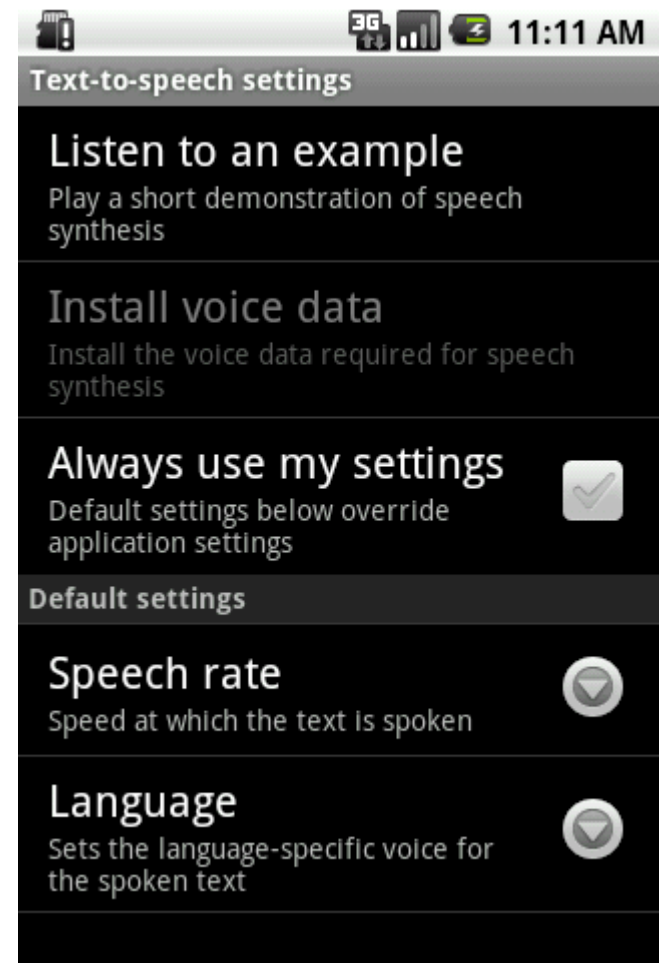 3G 11:11 AM
Text-to-speech settings
Listen to an example
Play a short demonstration of speech
synthesis
Install voice data
Install the voice data required for speech
synthesis
Always use my settings
Default settings below override
application settings
Default settings
Speech rate
Speed at which the text is spoken
Language
Sets the language-specific voice for
the spoken text